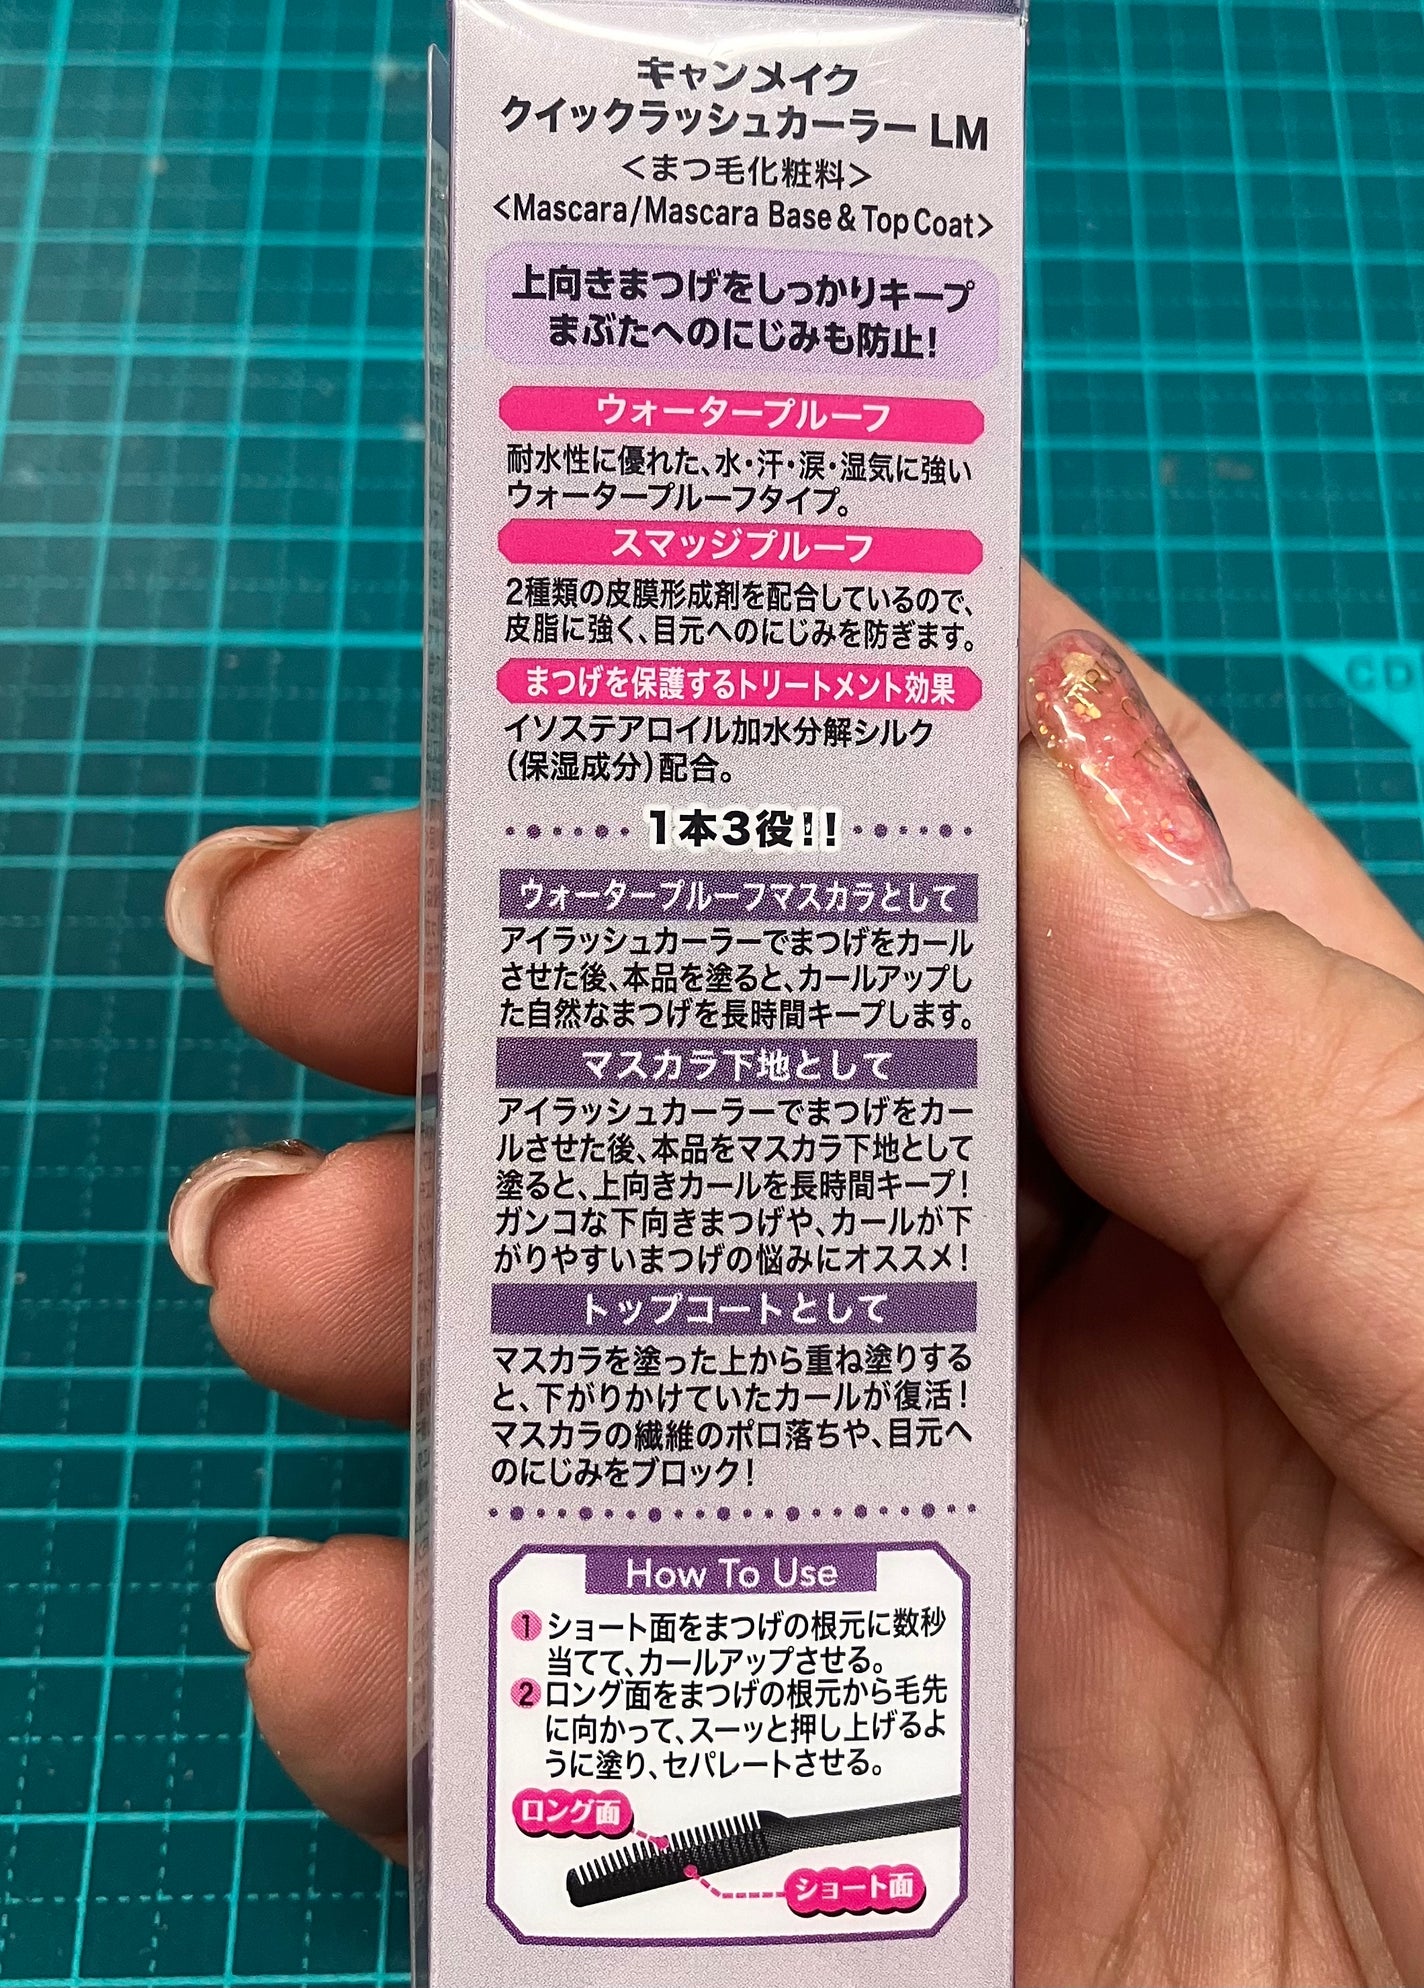 キャンメイク
クイックラッシュカーラー LM
<まつ毛化粧料>
<Mascara/Mascara Base & Top Coat>
上向きまつげをしっかりキープ
まぶたへのにじみも防止!
ウォータープルーフ
耐水性に優れた、水・汗・涙・湿気に強い
ウォータープルーフタイプ。
スマッジプルーフ
2種類の皮膜形成剤を配合しているので、
皮脂に強く、目元へのにじみを防ぎます。
まつげを保護するトリートメント効果
イソステアロイル加水分解シルク
(保湿成分)配合。
1本3役!!
ウォータープルーフマスカラとして
アイラッシュカーラーでまつげをカール
させた後、本品を塗ると、カールアップし
た自然なまつげを長時間キープします。
マスカラ下地として
アイラッシュカーラーでまつげをカー
ルさせた後、本品をマスカラ下地として
塗ると、上向きカールを長時間キープ!
ガンコな下向きまつげや、カールが下
がりやすいまつげの悩みにオススメ!
トップコートとして
マスカラを塗った上から重ね塗りする
と、下がりかけていたカールが復活!
マスカラの繊維のポロ落ちや、目元へ
のにじみをブロック!
How To Use
1 ショート面をまつげの根元に数秒
当てて、カールアップさせる。
2 ロング面をまつげの根元から毛先
に向かって、スーッと押し上げるよ
うに塗り、セパレートさせる。
ロング面
ショート面
CD